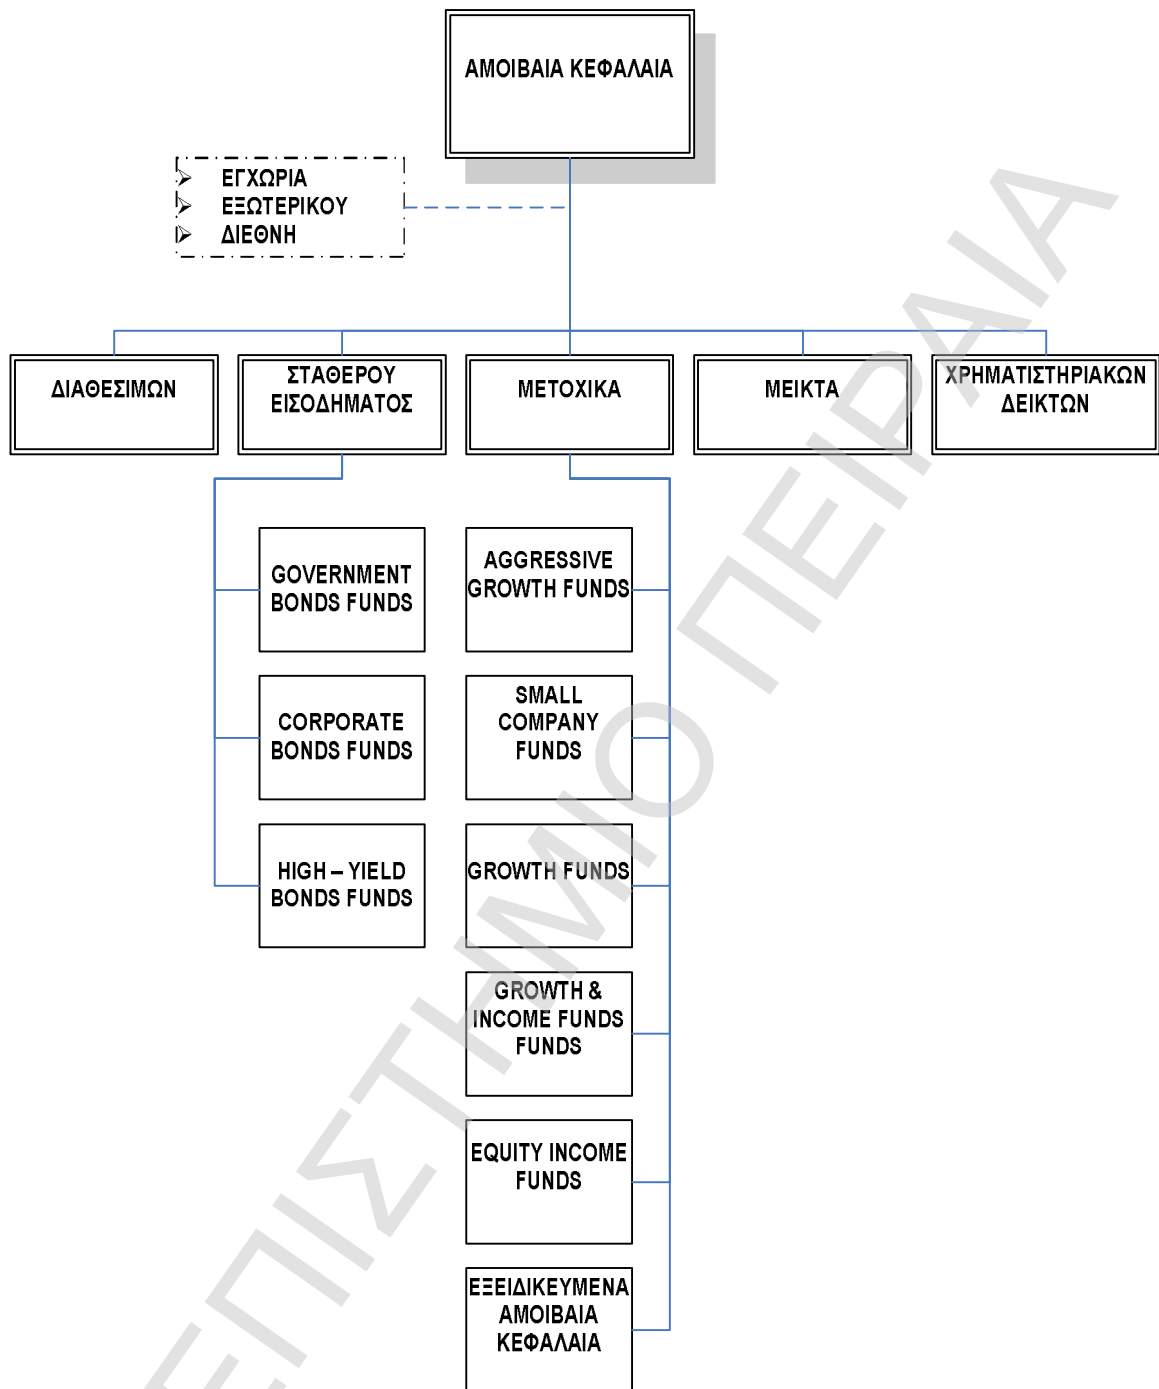 ΑΜΟΙΒΑΙΑ ΚΕΦΑΛΑΙΑ
ΕΓΧΩΡΙΑ
ΕΞΩΤΕΡΙΚΟΥ
ΔΙΕΘΝΗ
ΔΙΑΘΕΣΙΜΩΝ
ΣΤΑΘΕΡΟΥ
ΕΙΣΟΔΗΜΑΤΟΣ
ΜΕΤΟΧΙΚΑ
ΜΕΙΚΤΑ
ΧΡΗΜΑΤΙΣΤΗΡΙΑΚΩΝ
ΔΕΙΚΤΩΝ
GOVERNMENT
BONDS FUNDS
CORPORATE
BONDS FUNDS
HIGH – YIELD
BONDS FUNDS
AGGRESSIVE
GROWTH FUNDS
SMALL
COMPANY
FUNDS
GROWTH FUNDS
GROWTH &
INCOME FUNDS
FUNDS
EQUITY INCOME
FUNDS
ΕΞΕΙΔΙΚΕΥΜΕΝΑ
ΑΜΟΙΒΑΙΑ
ΚΕΦΑΛΑΙΑ
ΠΕΠΙΣΤΗΜΙΟ ΠΕΙΡΑΙΑ